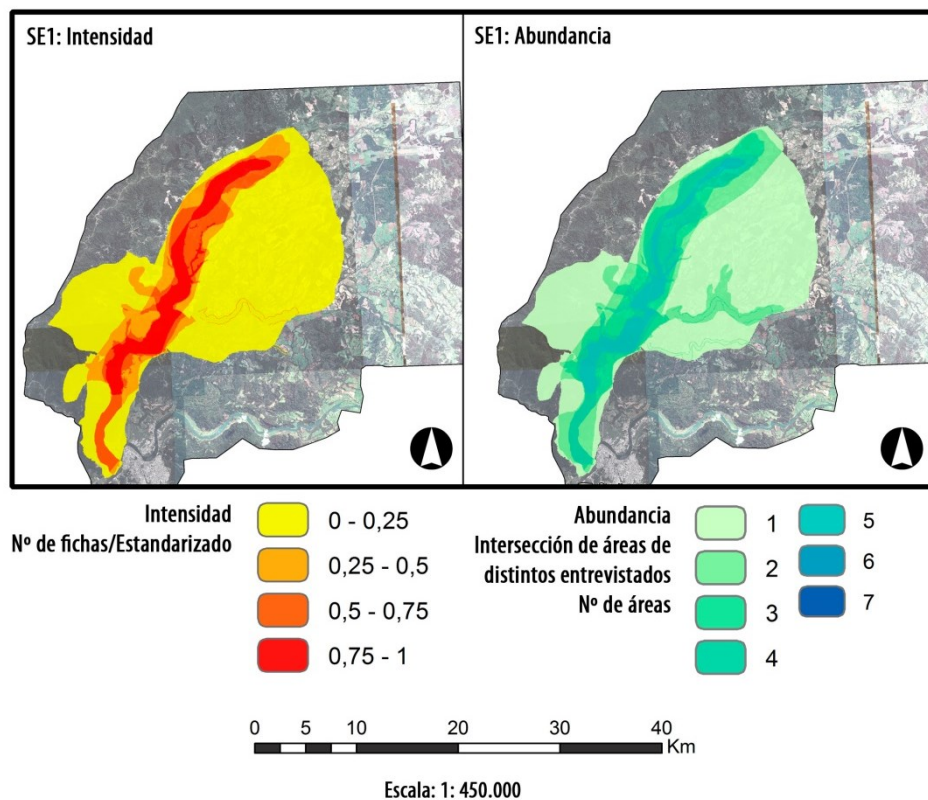 SE1: Intensidad
SE1: Abundancia
Intensidad
Nº de fichas/Estandarizado
0 - 0,25
0,25 - 0,5
0,5 - 0,75
0,75 - 1
Abundancia
Intersección de áreas de
distintos entrevistados
Nº de áreas
1
2
3
4
5
6
7
0 5 10 20 30 40
Km
Escala: 1: 450.000